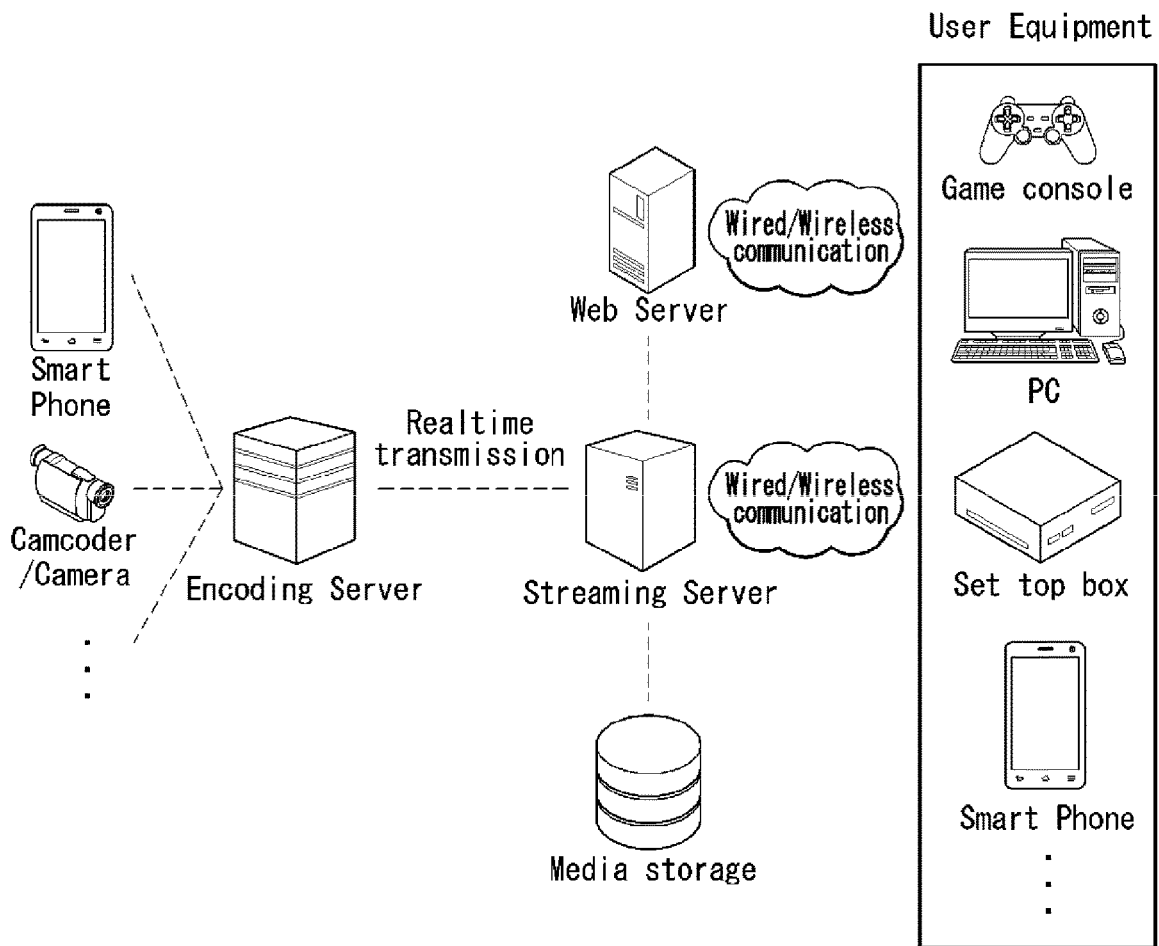 User Equipment
Game console
Wired/Wireless
communication
Web Server
PC
Smart
Phone
Realtime
transmission
Wired/Wireless
communication
Camcoder
/Camera
Encoding Server
Streaming Server
Set top box
Smart Phone
Media storage